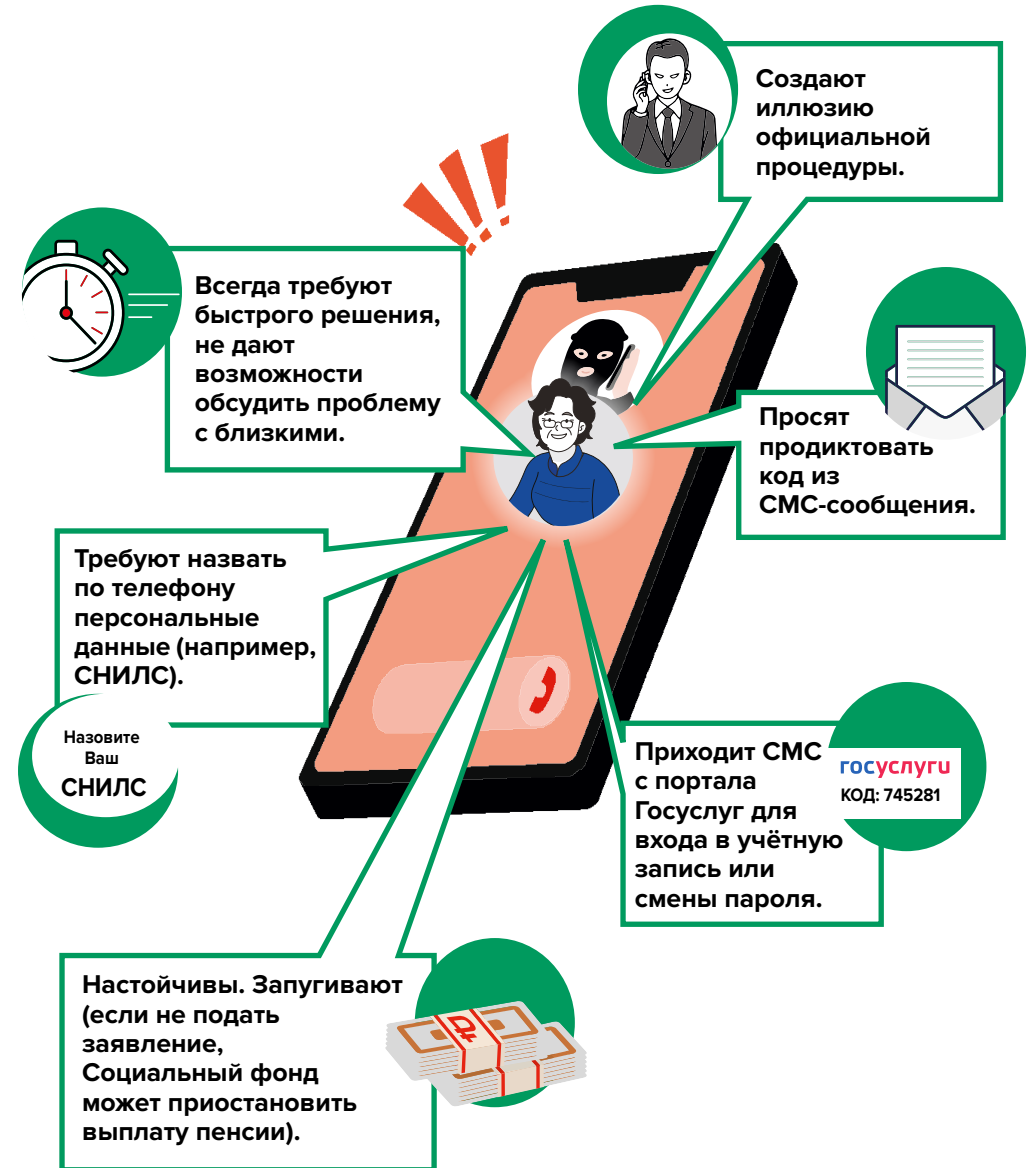 Создают
иллюзию
официальной
процедуры.
Всегда требуют
быстрого решения,
не дают
возможности
обсудить проблему
с близкими.
Просят
продиктовать
код из
СМС-сообщения.
Требуют назвать
по телефону
персональные
данные (например,
СНИЛС).
Назовите
Ваш
СНИЛС
Приходит СМС
с портала
Госуслуг для
входа в учётную
запись или
смены пароля.
госуслуги
КОД: 745281
Настойчивы. Запугивают
(если не подать
заявление,
Социальный фонд
может приостановить
выплату пенсии).